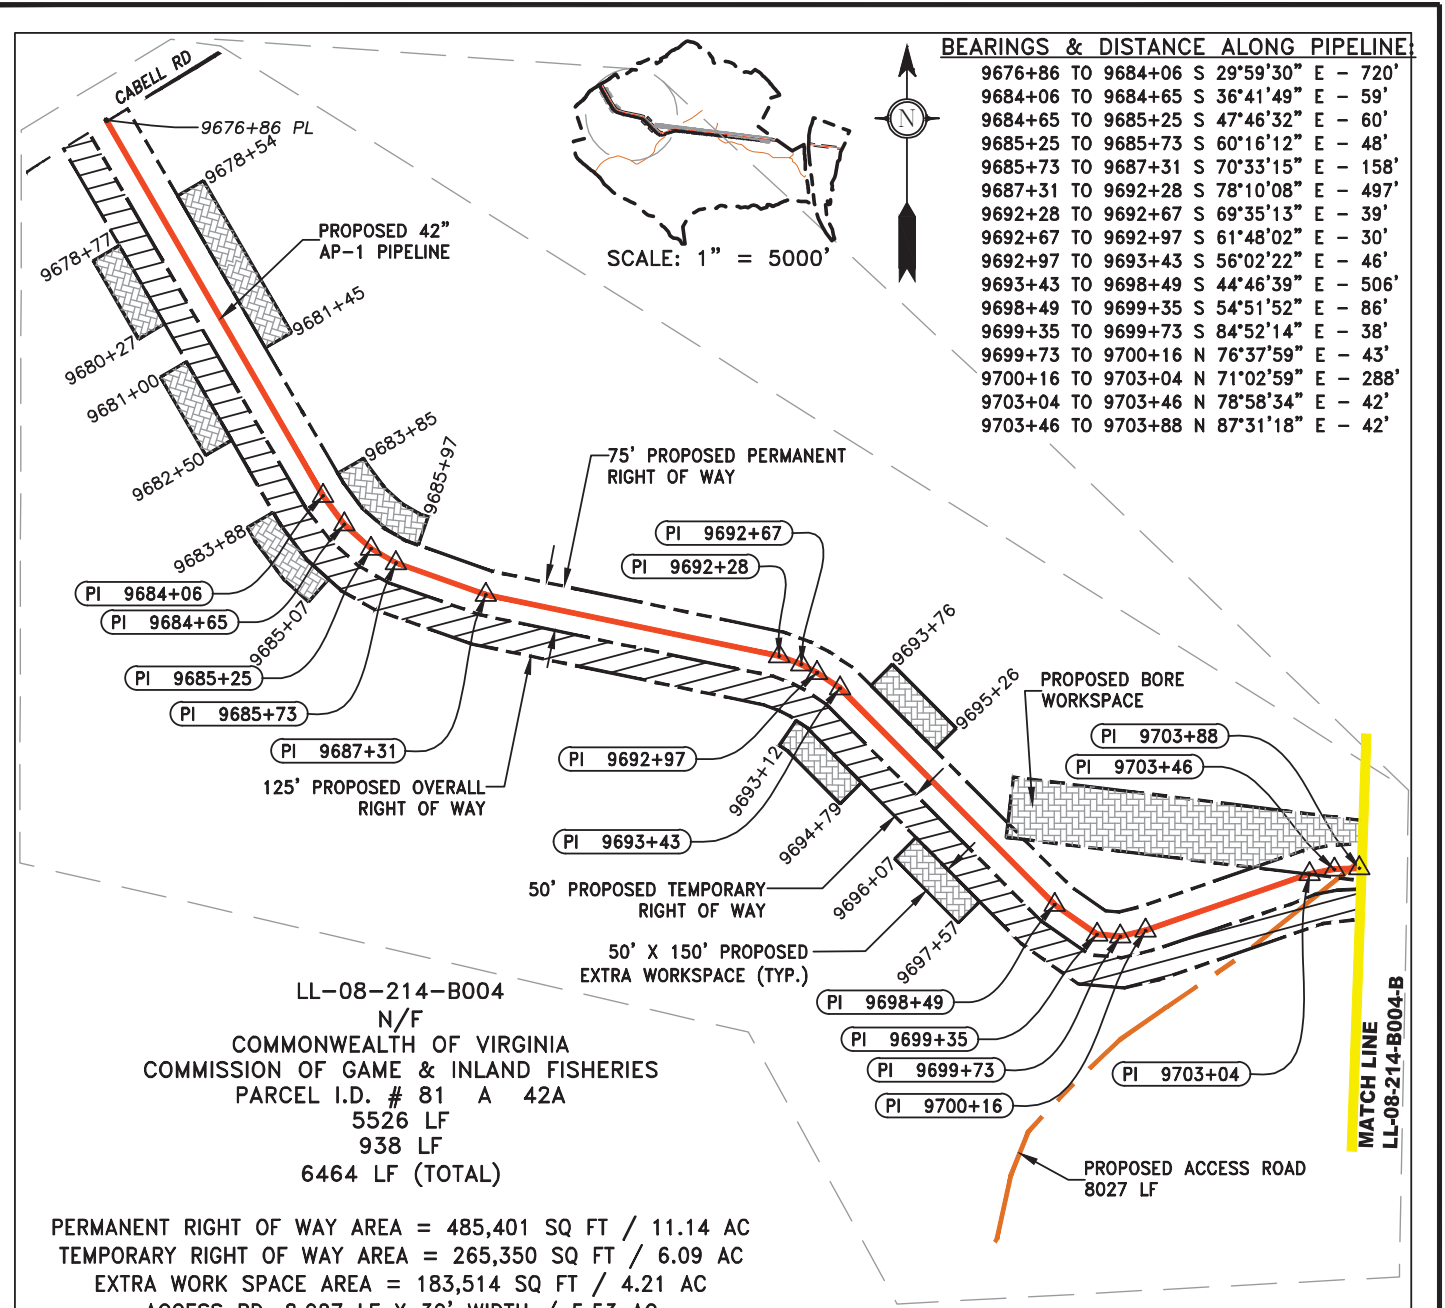 BEARINGS & DISTANCE ALONG PIPELINE:
9676+86 TO 9684+06 S 29°59'30" E - 720'
9684+06 TO 9684+65 S 36°41'49" E - 59'
9684+65 TO 9685+25 S 47°46'32" E - 60'
9685+25 TO 9685+73 S 60°16'12" E - 48'
9685+73 TO 9687+31 S 70°33'15" E - 158'
9687+31 TO 9692+28 S 78°10'08" E - 497'
9692+28 TO 9692+67 S 69°35'13" E - 39'
9692+67 TO 9692+97 S 61°48'02" E - 30'
9692+97 TO 9693+43 S 56°02'22" E - 46'
9693+43 TO 9698+49 S 44°46'39" E - 506'
9698+49 TO 9699+35 S 54°51'52" E - 86'
9699+35 TO 9699+73 S 84°52'14" E - 38'
9699+73 TO 9700+16 N 76°37'59" E - 43'
9700+16 TO 9703+04 N 71°02'59" E - 288'
9703+04 TO 9703+46 N 78°58'34" E - 42'
9703+46 TO 9703+88 N 87°31'18" E - 42'
N
SCALE: 1" = 5000'
CABELL RD
9676+86 PL
9678+54
PROPOSED 42"
AP-1 PIPELINE
9678+77
9681+45
9680+27
9681+00
9682+50
9683+85
9685+97
9683+88
9685+07
75' PROPOSED PERMANENT
RIGHT OF WAY
PI 9692+67
PI 9692+28
PI 9684+06
PI 9684+65
PI 9685+25
PI 9685+73
PI 9687+31
125' PROPOSED OVERALL
RIGHT OF WAY
9693+76
9695+26
PI 9692+97
9693+12
PI 9693+43
9694+79
PROPOSED BORE
WORKSPACE
PI 9703+88
PI 9703+46
50' PROPOSED TEMPORARY
RIGHT OF WAY
9696+07
50' X 150' PROPOSED
EXTRA WORKSPACE (TYP.)
9697+57
PI 9698+49
PI 9699+35
PI 9699+73
PI 9700+16
PI 9703+04
MATCH LINE
LL-08-214-B004-B
PROPOSED ACCESS ROAD
8027 LF
LL-08-214-B004
N/F
COMMONWEALTH OF VIRGINIA
COMMISSION OF GAME & INLAND FISHERIES
PARCEL I.D. # 81 A 42A
5526 LF
938 LF
6464 LF (TOTAL)
PERMANENT RIGHT OF WAY AREA = 485,401 SQ FT / 11.14 AC
TEMPORARY RIGHT OF WAY AREA = 265,350 SQ FT / 6.09 AC
EXTRA WORK SPACE AREA = 183,514 SQ FT / 4.21 AC
ACCESS RD 8,027 LF X 30' WIDTH / 5.53 AC